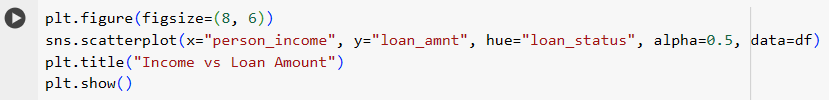 plt.figure(figsize=(8, 6))
sns.scatterplot(x="person_income", y="loan_amnt", hue="loan_status", alpha=0.5, data=df)
plt.title("Income vs Loan Amount")
plt.show()